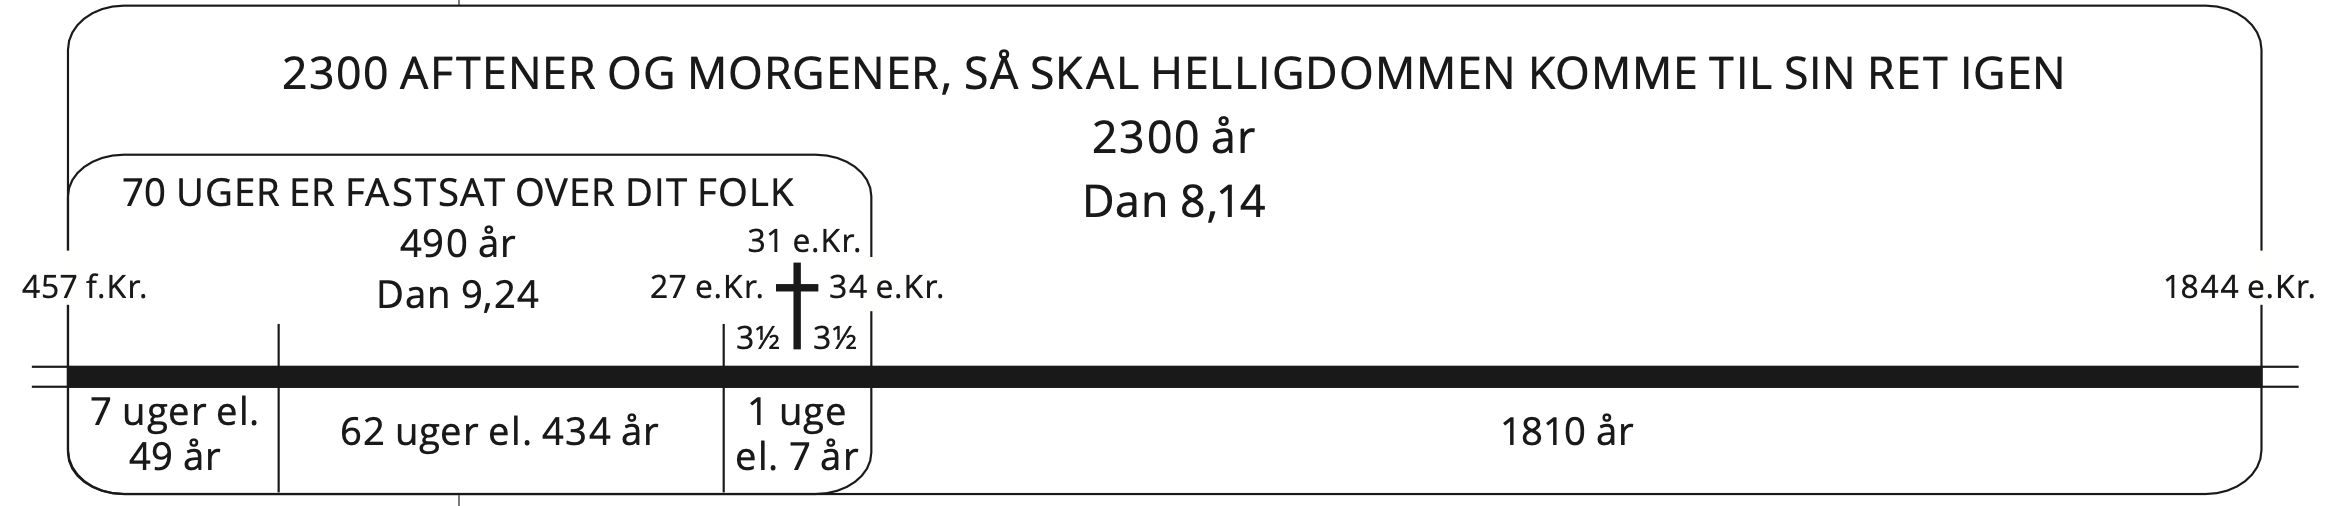 2300 AFTENER OG MORGENER, SÅ SKAL HELLIGDOMMEN KOMME TIL SIN RET IGEN
2300 år
Dan 8,14
70 UGER ER FASTSAT OVER DIT FOLK
490 år
Dan 9,24
457 f.Kr.
31 e.Kr.
27 e.Kr.
34 e.Kr.
3½
3½
1844 e.Kr.
7 uger el.
49 år
62 uger el. 434 år
1 uge
el. 7 år
1810 år